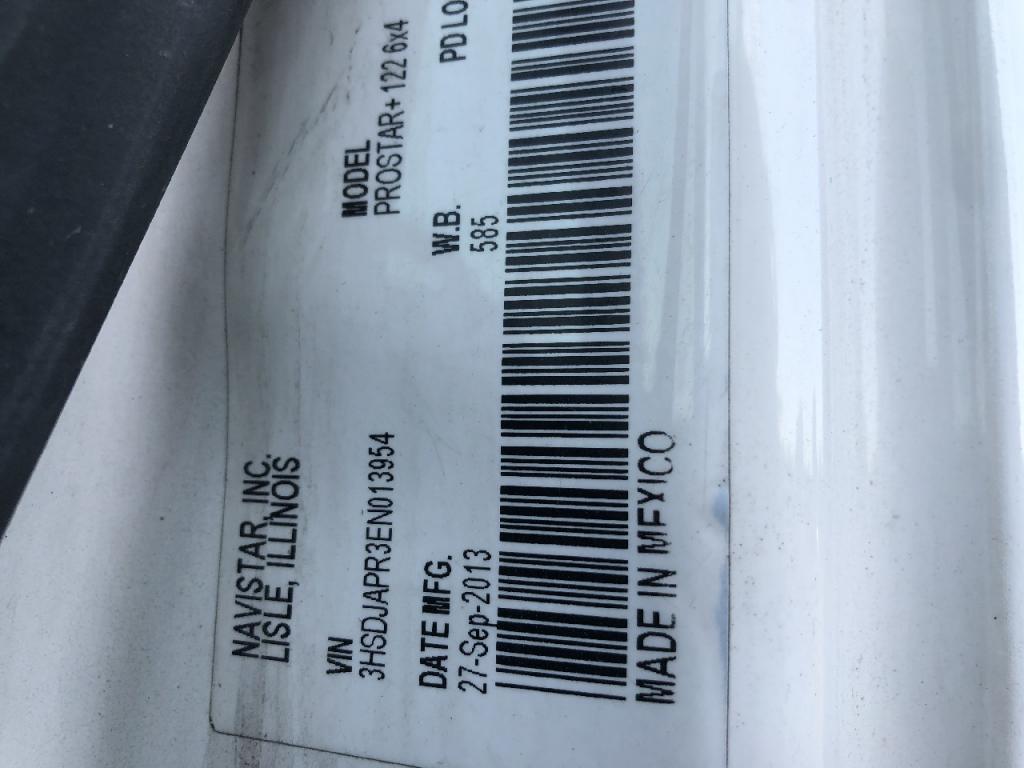 NAVISTAR, INC.
LISLE, ILLINOIS
VIN
3HSDJAPR3EN013954
MODEL
PROSTAR+ 122 6x4
DATE MFG.
27-Sep-2013
W.B.
585
PD LO
MADE IN MEXICO